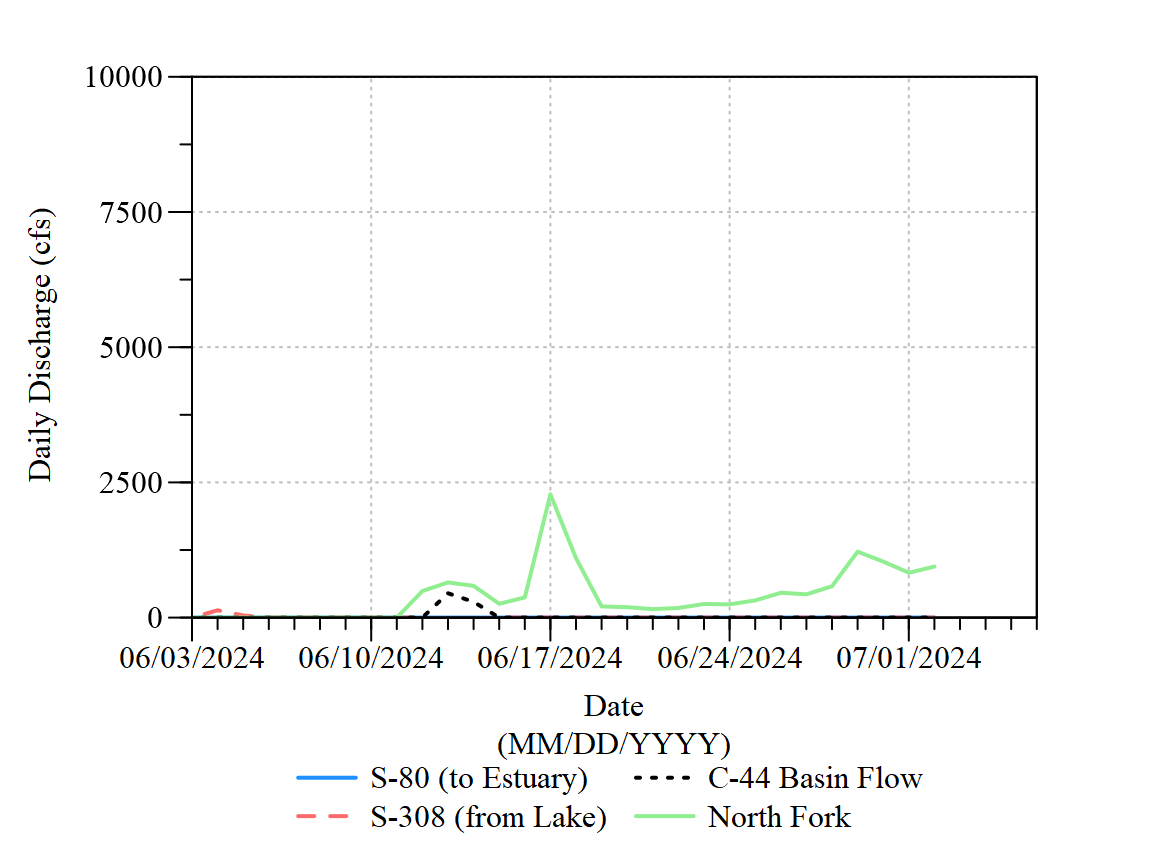 10000
7500
5000
2500
0
Daily Discharge (cfs)
06/03/2024 06/10/2024 06/17/2024 06/24/2024 07/01/2024
Date
(MM/DD/YYYY)
S-80 (to Estuary) C-44 Basin Flow
S-308 (from Lake) North Fork